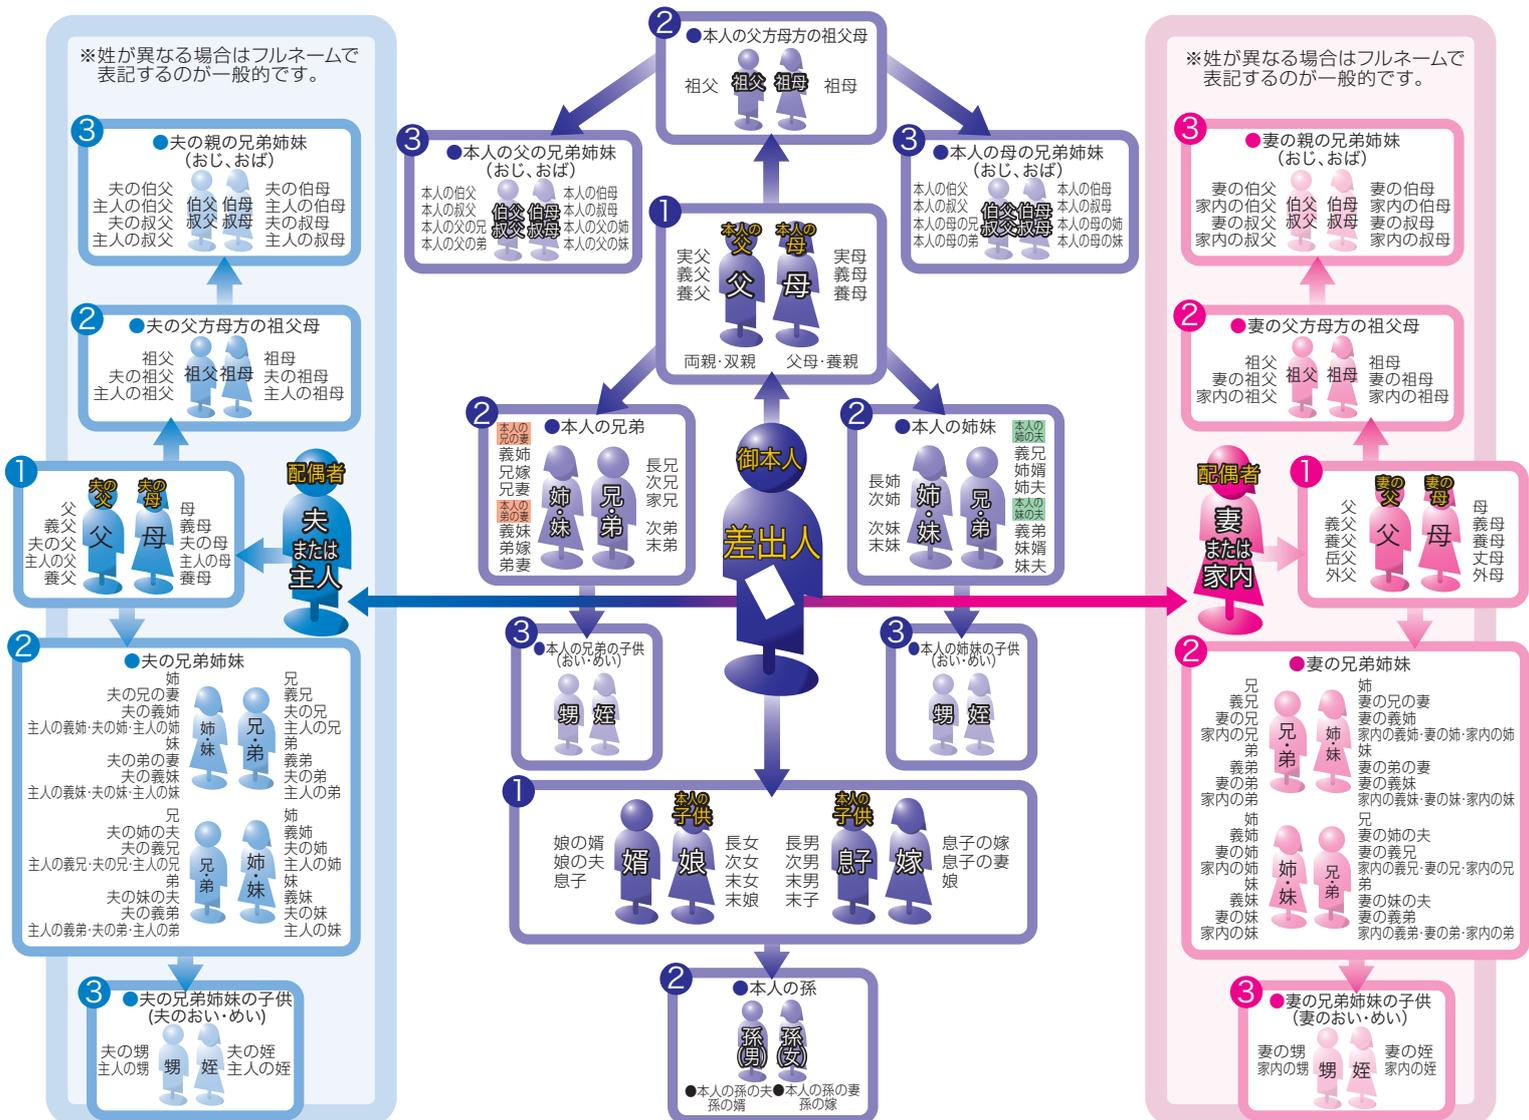 ※姓が異なる場合はフルネームで
表記するのが一般的です。
3
●夫の親の兄弟姉妹
(おじ、おば)
夫の伯父
主人の伯父
夫の叔父
主人の叔父
伯父 伯母
叔父 叔母
夫の伯母
主人の伯母
夫の叔母
主人の叔母
2
●夫の父方母方の祖父母
祖父
夫の祖父
主人の祖父
祖父 祖母
祖母
夫の祖母
主人の祖母
1
夫の父
夫の母
父
義父
夫の父
主人の父
養父
父
母
母
義母
夫の母
主人の母
養母
配偶者
夫
または
主人
2
●夫の兄弟姉妹
姉
夫の兄の妻
夫の義姉
主人の義姉・夫の姉・主人の姉
妹
夫の弟の妻
夫の義妹
主人の義妹・夫の妹・主人の妹
姉・妹
兄・弟
兄
義兄
夫の兄
主人の兄
弟
義弟
夫の弟
主人の弟
兄
夫の姉の夫
夫の義兄
主人の義兄・夫の兄・主人の兄
弟
夫の妹の夫
夫の義弟
主人の義弟・夫の弟・主人の弟
兄・弟
姉・妹
姉
義姉
夫の姉
主人の姉
妹
義妹
夫の妹
主人の妹
3
●夫の兄弟姉妹の子供
(夫のおい・めい)
夫の甥
主人の甥
甥 姪
夫の姪
主人の姪
2
●本人の父方母方の祖父母
祖父
祖父 祖母
祖母
3
●本人の父の兄弟姉妹
(おじ、おば)
本人の伯父
本人の叔父
本人の父の兄
本人の父の弟
伯父 伯母
叔父 叔母
本人の伯母
本人の叔母
本人の父の姉
本人の父の妹
3
●本人の母の兄弟姉妹
(おじ、おば)
本人の伯父
本人の叔父
本人の母の兄
本人の母の弟
伯父 伯母
叔父 叔母
本人の伯母
本人の叔母
本人の母の姉
本人の母の妹
1
本人の父
本人の母
実父
義父
養父
父
母
実母
義母
養母
両親・双親 父母・養親
2
●本人の兄弟
本人の
兄の妻
義姉
兄嫁
兄妻
本人の
弟の妻
義妹
弟嫁
弟妻
姉・妹
兄・弟
長兄
次兄
家兄
次弟
末弟
御本人
差出人
2
●本人の姉妹
長姉
次姉
次妹
末妹
姉・妹
兄・弟
本人の
姉の夫
義兄
姉婿
姉夫
本人の
妹の夫
義弟
妹婿
妹夫
3
●本人の兄弟の子供
(おい・めい)
甥 姪
3
●本人の姉妹の子供
(おい・めい)
甥 姪
1
本人の
子供
本人の
子供
娘の婿
娘の夫
息子
婿
娘
長女
次女
末女
末娘
長男
次男
末男
末子
息子
嫁
息子の嫁
息子の妻
娘
2
●本人の孫
孫
(男)
孫
(女)
●本人の孫の夫
孫の婿
●本人の孫の妻
孫の嫁
※姓が異なる場合はフルネームで
表記するのが一般的です。
3
●妻の親の兄弟姉妹
(おじ、おば)
妻の伯父
家内の伯父
妻の叔父
家内の叔父
伯父 伯母
叔父 叔母
妻の伯母
家内の伯母
妻の叔母
家内の叔母
2
●妻の父方母方の祖父母
祖父
妻の祖父
家内の祖父
祖父 祖母
祖母
妻の祖母
家内の祖母
配偶者
妻
または
家内
1
妻の父
妻の母
父
義父
養父
岳父
外父
父
母
母
義母
養母
丈母
外母
2
●妻の兄弟姉妹
兄
義兄
妻の兄
家内の兄
弟
義弟
妻の弟
家内の弟
兄・弟
姉・妹
姉
妻の兄の妻
妻の義姉
家内の義姉・妻の姉・家内の姉
妹
妻の弟の妻
妻の義妹
家内の義妹・妻の妹・家内の妹
姉
義姉
妻の姉
家内の姉
妹
義妹
妻の妹
家内の妹
姉・妹
兄・弟
兄
妻の姉の夫
妻の義兄
家内の義兄・妻の兄・家内の兄
弟
妻の妹の夫
妻の義弟
家内の義弟・妻の弟・家内の弟
3
●妻の兄弟姉妹の子供
(妻のおい・めい)
妻の甥
家内の甥
甥 姪
妻の姪
家内の姪